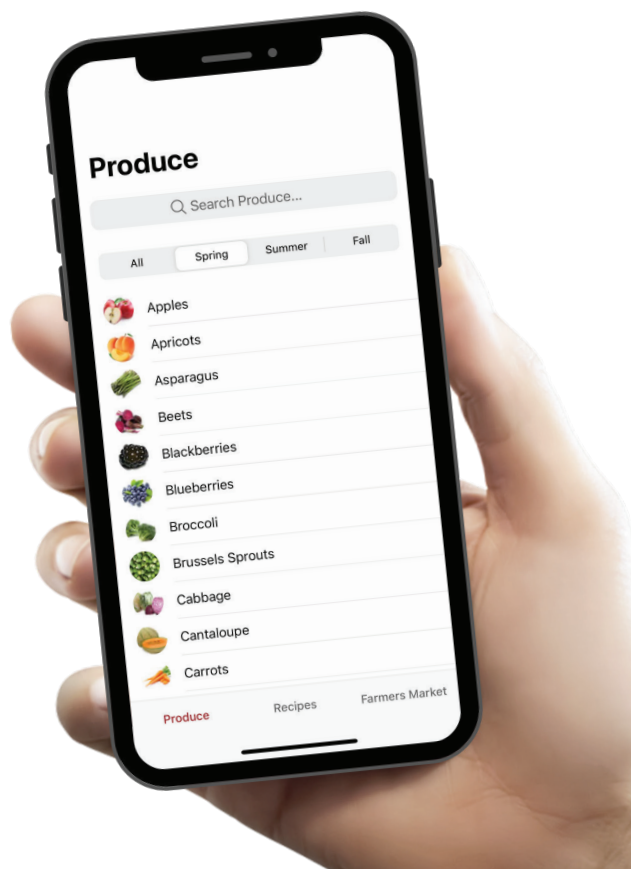 Produce
Search Produce...
All Spring Summer Fall
Apples
Apricots
Asparagus
Beets
Blackberries
Blueberries
Broccoli
Brussels Sprouts
Cabbage
Cantaloupe
Carrots
Produce Recipes Farmers Market